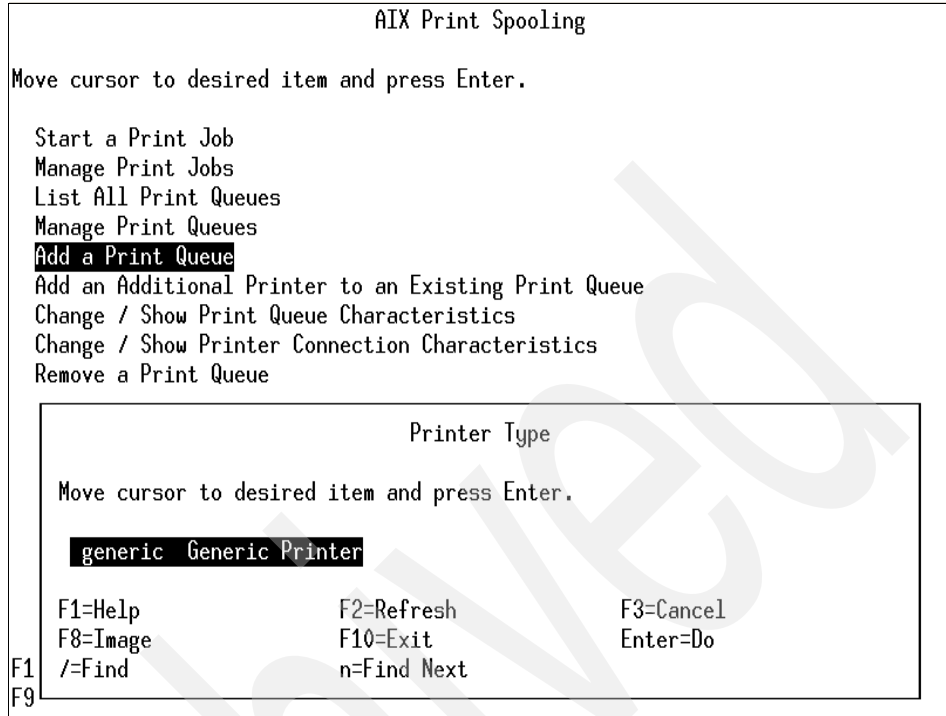 AIX Print Spooling
Move cursor to desired item and press Enter.
Start a Print Job
Manage Print Jobs
List All Print Queues
Manage Print Queues
Add a Print Queue
Add an Additional Printer to an Existing Print Queue
Change / Show Print Queue Characteristics
Change / Show Printer Connection Characteristics
Remove a Print Queue
Printer Type
Move cursor to desired item and press Enter.
generic  Generic Printer
F1=Help F2=Refresh F3=Cancel
F8=Image F10=Exit Enter=Do
F1 /=Find n=Find Next
F9